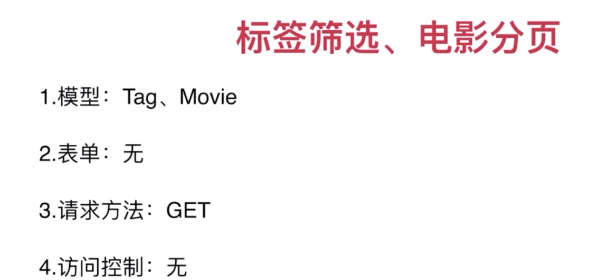 标签筛选、电影分页
1.模型：Tag、Movie
2.表单：无
3.请求方法：GET
4.访问控制：无